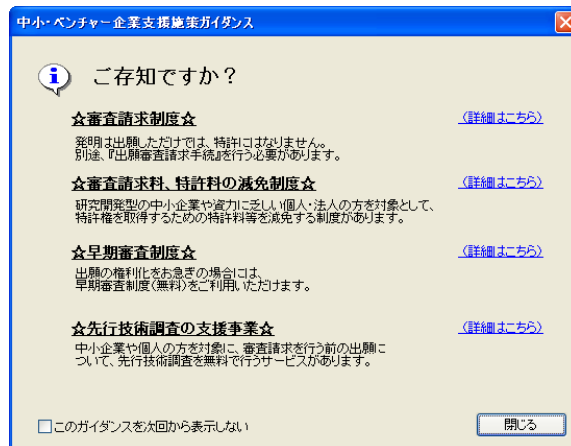 中小・ベンチャー企業支援施策ガイダンス
ご存知ですか？
☆審査請求制度☆
（詳細はこちら）
発明は出願しただけでは、特許にはなりません。
別途、『出願審査請求手続』を行う必要があります。
☆審査請求料、特許料の減免制度☆
（詳細はこちら）
研究開発型の中小企業や資力に乏しい個人・法人の方を対象として、
特許権を取得するための特許料等を減免する制度があります。
☆早期審査制度☆
（詳細はこちら）
出願の権利化をお急ぎの場合には、
早期審査制度(無料)をご利用いただけます。
☆先行技術調査の支援事業☆
（詳細はこちら）
中小企業や個人の方を対象に、審査請求を行う前の出願に
ついて、先行技術調査を無料で行うサービスがあります。
このガイダンスを次回から表示しない
閉じる